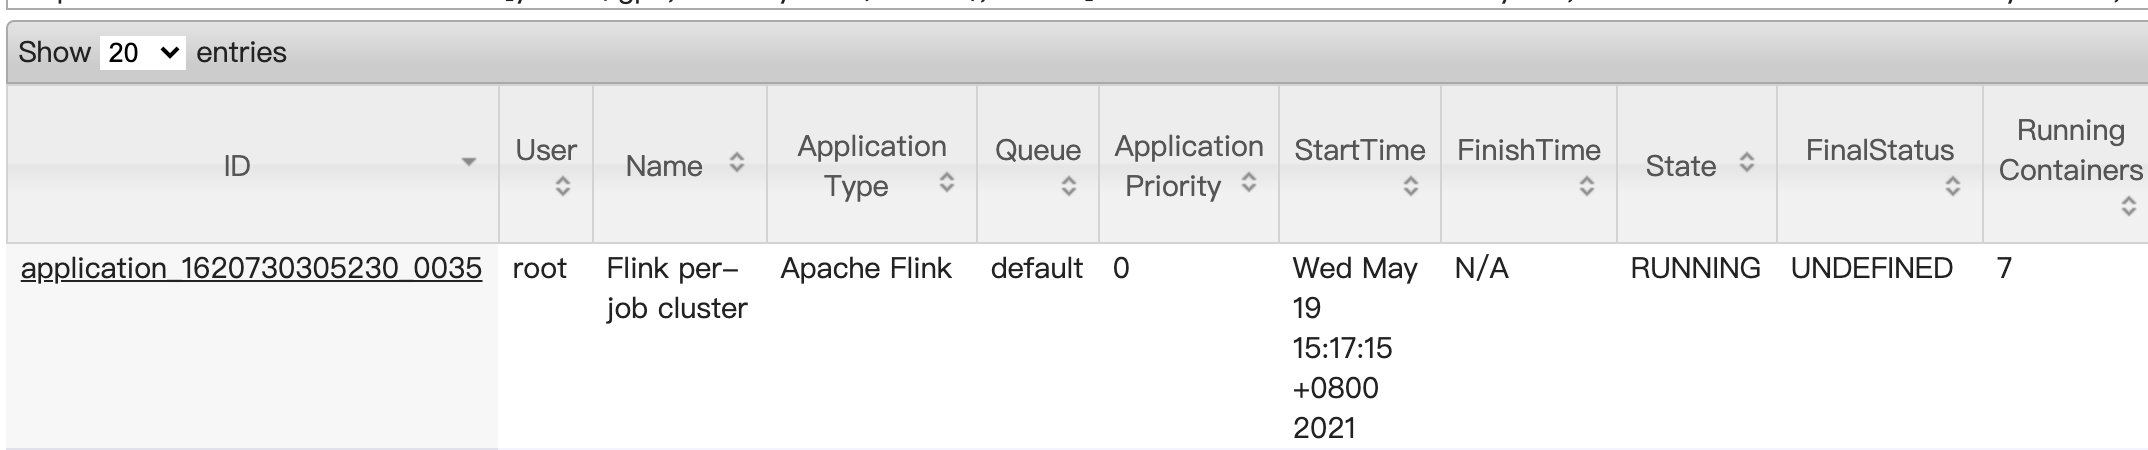 Show 20 entries
ID
User
Name
Application
Type
Queue
Application
Priority
StartTime
FinishTime
State
FinalStatus
Running
Containers
application_1620730305230_0035
root
Flink per-
job cluster
Apache Flink
default
0
Wed May
19
15:17:15
+0800
2021
N/A
RUNNING
UNDEFINED
7